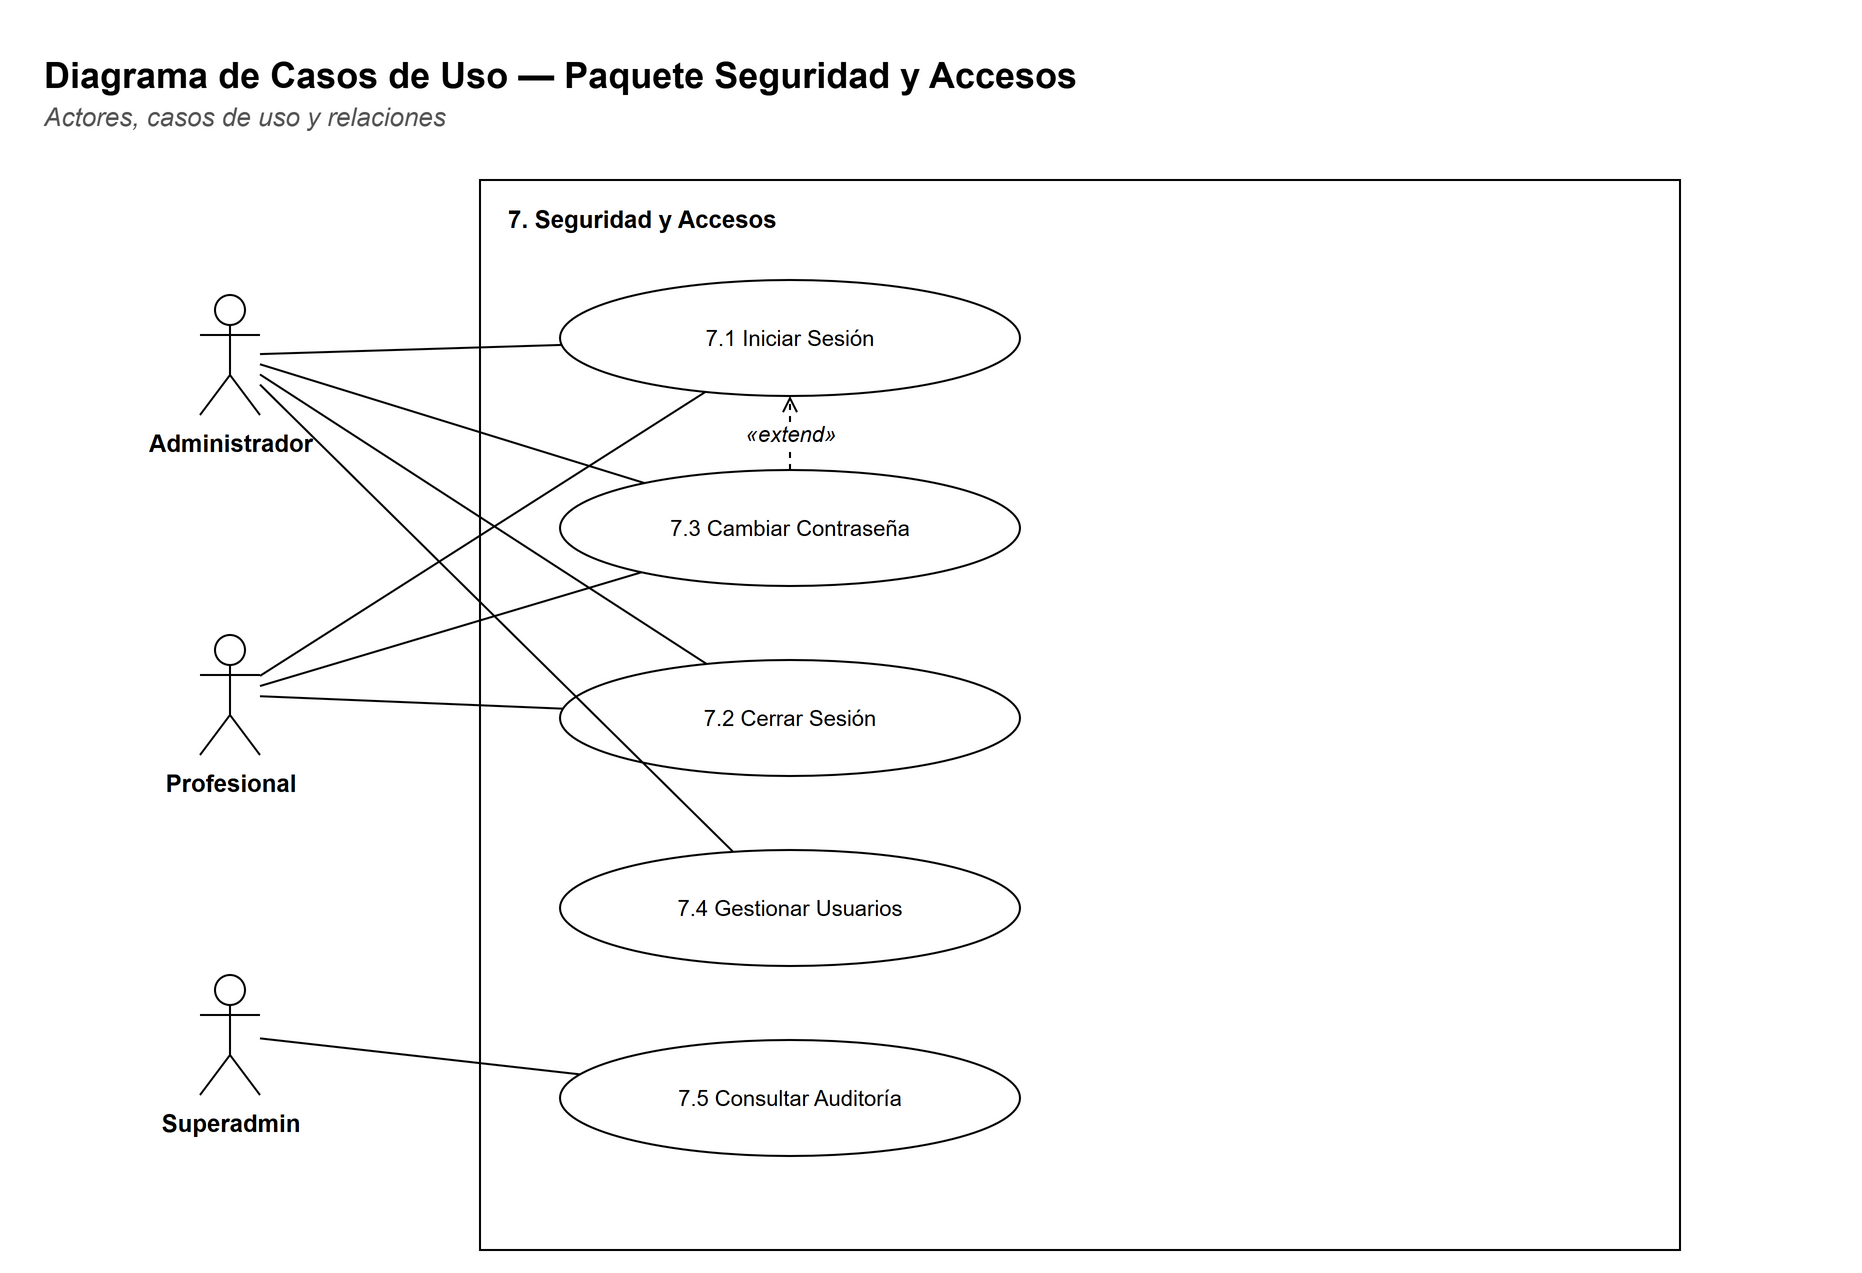 Diagrama de Casos de Uso — Paquete Seguridad y Accesos
Actores, casos de uso y relaciones
7. Seguridad y Accesos
7.1 Iniciar Sesión
«extend»
Administrador
7.3 Cambiar Contraseña
7.2 Cerrar Sesión
Profesional
7.4 Gestionar Usuarios
7.5 Consultar Auditoría
Superadmin